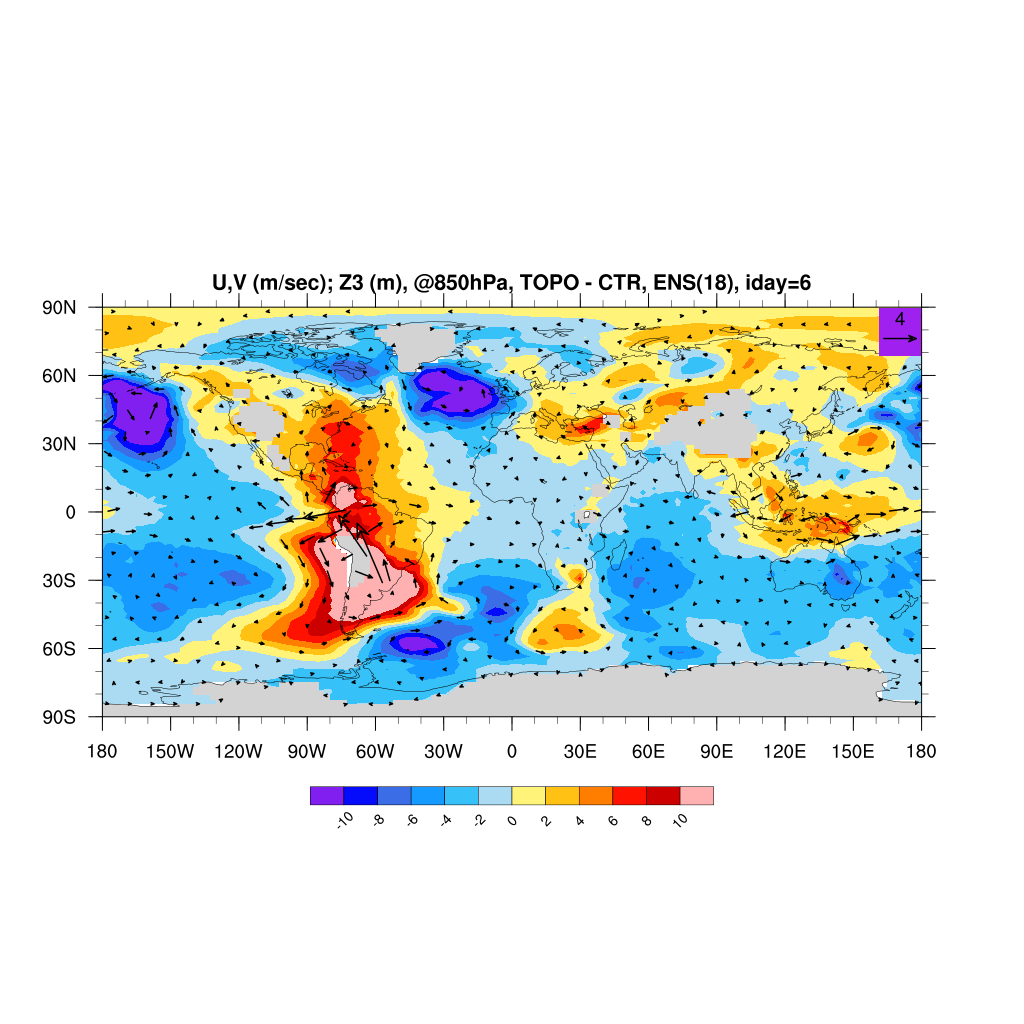 U,V (m/sec); Z3 (m), @850hPa, TOPO - CTR, ENS(18), iday=6
4
90N
60N
30N
0
30S
60S
90S
180 150W 120W 90W 60W 30W 0 30E 60E 90E 120E 150E 180
-10 -8 -6 -4 -2 0 2 4 6 8 10